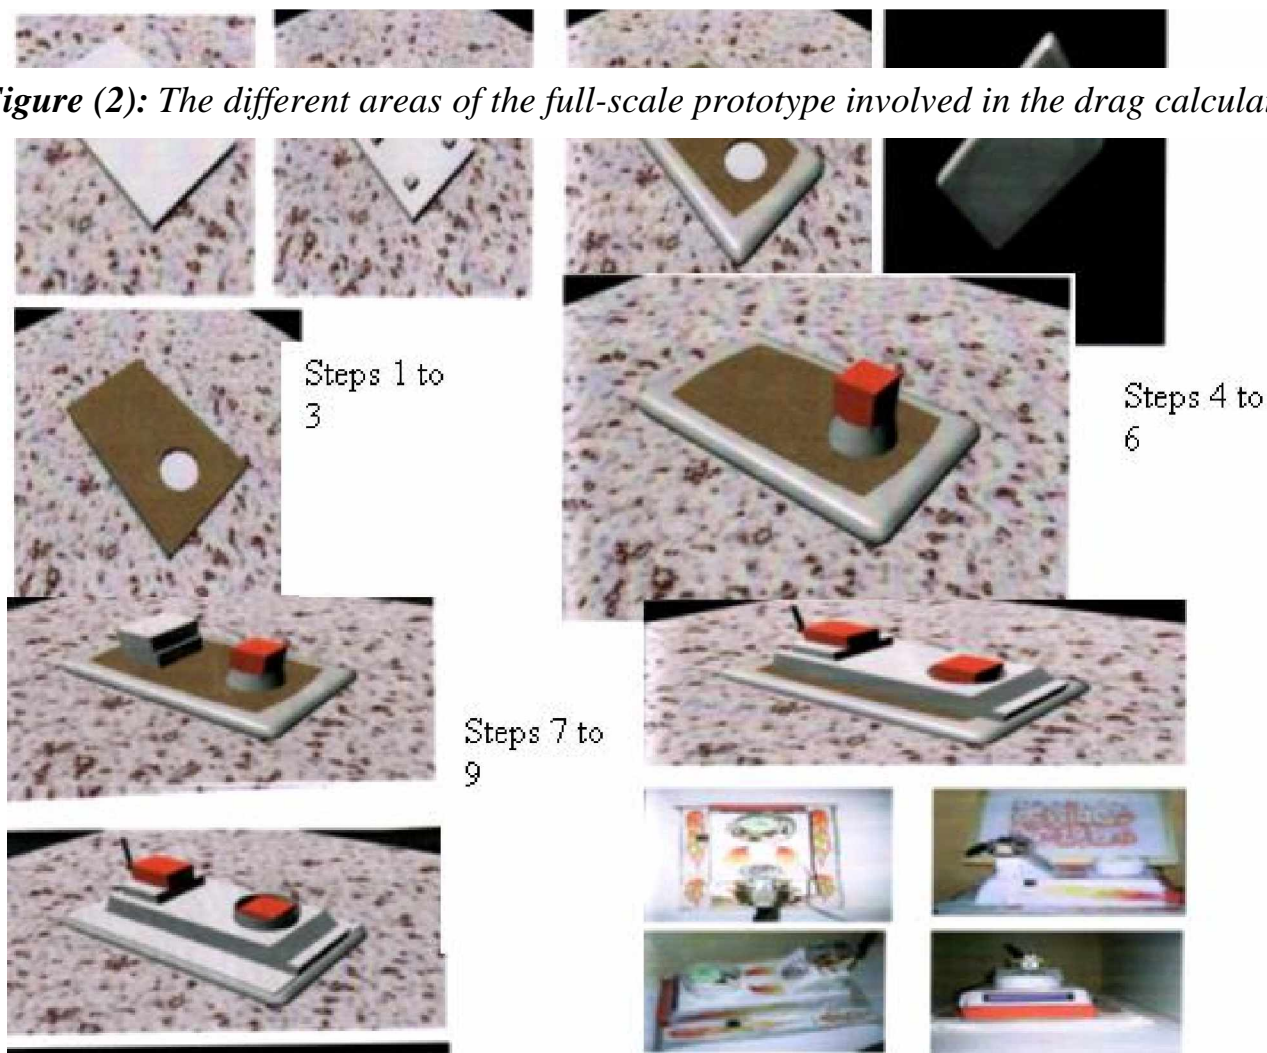 igure (2): The different areas of the full-scale prototype involved in the drag calcula
Steps 1 to
3
Steps 4 to
6
Steps 7 to
9